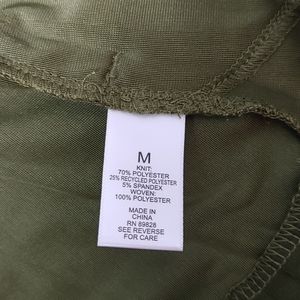 M
KNIT:
70% POLYESTER
25% RECYCLED POLYESTER
5% SPANDEX
WOVEN:
100% POLYESTER
MADE IN
CHINA
RN 89826
SEE REVERSE
FOR CARE